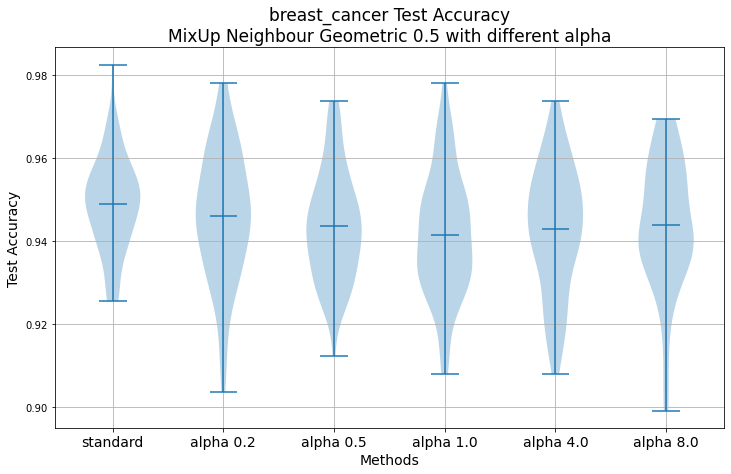 breast_cancer Test Accuracy
MixUp Neighbour Geometric 0.5 with different alpha
0.98
0.96
0.94
0.92
0.90
Test Accuracy
standard
alpha 0.2
alpha 0.5
alpha 1.0
alpha 4.0
alpha 8.0
Methods